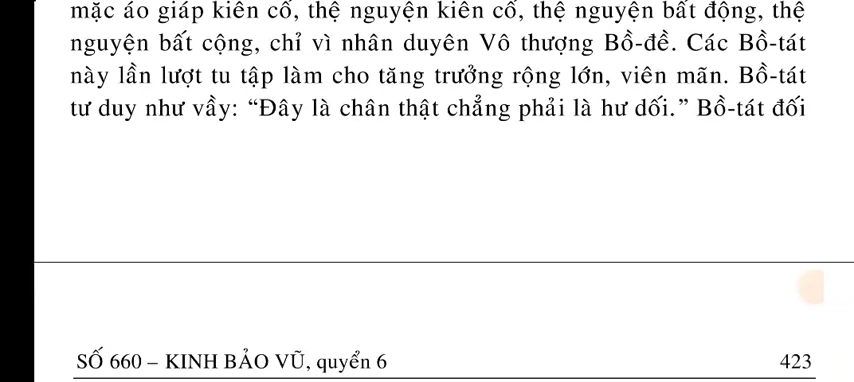 mặc áo giáp kiên cố, thệ nguyện kiên cố, thệ nguyện bất động, thệ
nguyện bất cộng, chỉ vì nhân duyên Vô thượng Bồ-đề. Các Bồ-tát
này lần lượt tu tập làm cho tăng trưởng rộng lớn, viên mãn. Bồ-tát
tư duy như vầy: “Đây là chân thật chẳng phải là hư dối.” Bồ-tát đối
SỐ 660 – KINH BẢO VŨ, quyển 6 423